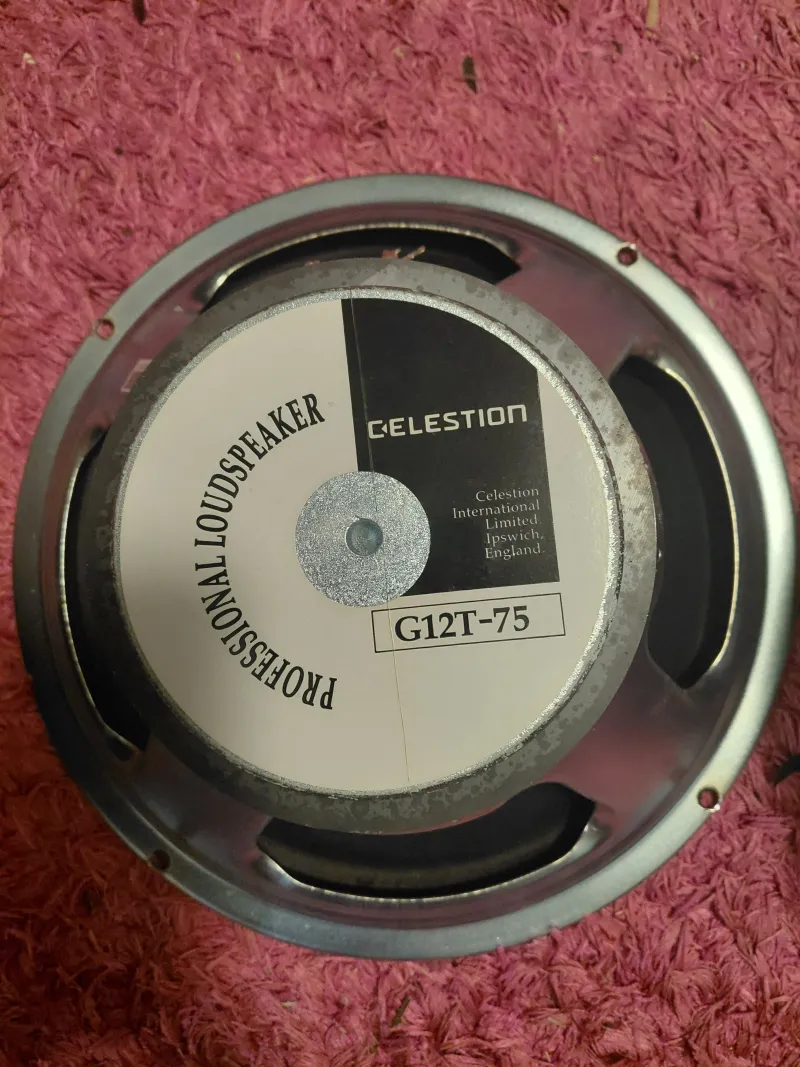 PROFESSIONAL LOUDSPEAKER
CELESTION
Celestion
International
Limited.
Ipswich,
England.
G12T-75